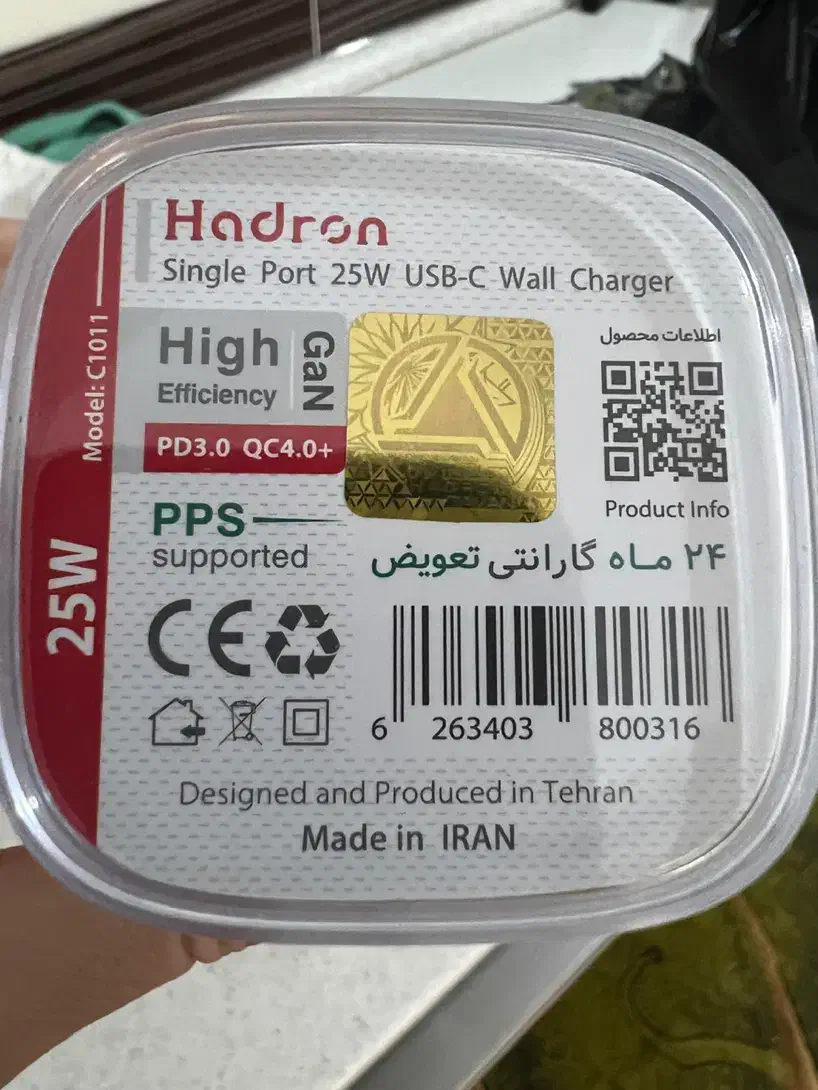 Hadron
Single Port 25W USB-C Wall Charger
Model: C1011
25W
High
Efficiency
GaN
PD3.0 QC4.0+
PPS
supported
اطلاعات محصول
Product Info
۲۴ ماه گارانتی تعویض
CE
6 263403 800316
Designed and Produced in Tehran
Made in IRAN